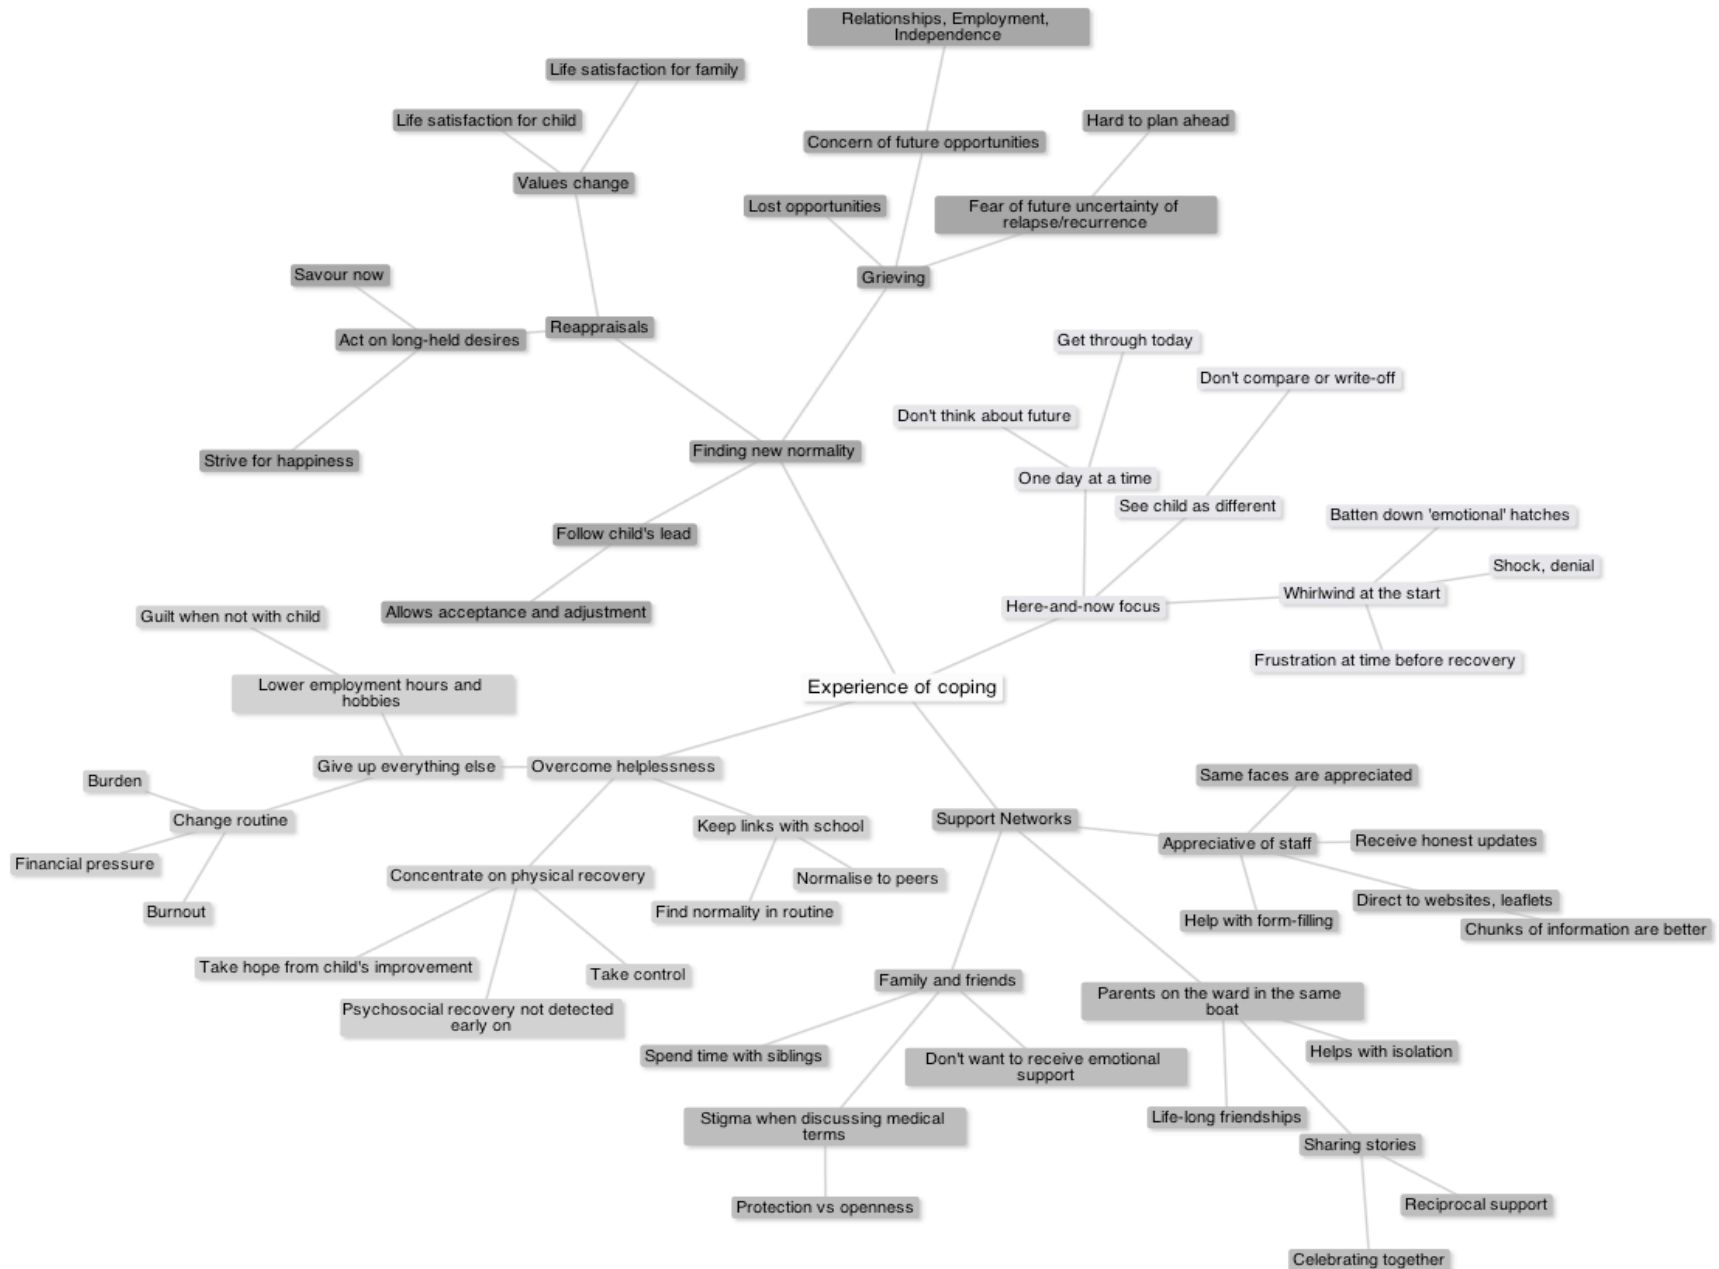 Relationships, Employment,
Independence
Life satisfaction for family
Life satisfaction for child
Hard to plan ahead
Concern of future opportunities
Values change
Lost opportunities
Fear of future uncertainty of
relapse/recurrence
Savour now
Grieving
Reappraisals
Act on long-held desires
Get through today
Don't compare or write-off
Don't think about future
Finding new normality
Strive for happiness
One day at a time
See child as different
Batten down 'emotional' hatches
Follow child's lead
Shock, denial
Whirlwind at the start
Here-and-now focus
Allows acceptance and adjustment
Guilt when not with child
Frustration at time before recovery
Lower employment hours and
hobbies
Experience of coping
Give up everything else
Overcome helplessness
Burden
Same faces are appreciated
Change routine
Keep links with school
Support Networks
Appreciative of staff
Receive honest updates
Financial pressure
Concentrate on physical recovery
Normalise to peers
Burnout
Find normality in routine
Direct to websites, leaflets
Help with form-filling
Chunks of information are better
Take hope from child's improvement
Take control
Family and friends
Parents on the ward in the same
boat
Psychosocial recovery not detected
early on
Spend time with siblings
Don't want to receive emotional
support
Helps with isolation
Stigma when discussing medical
terms
Life-long friendships
Sharing stories
Protection vs openness
Reciprocal support
Celebrating together